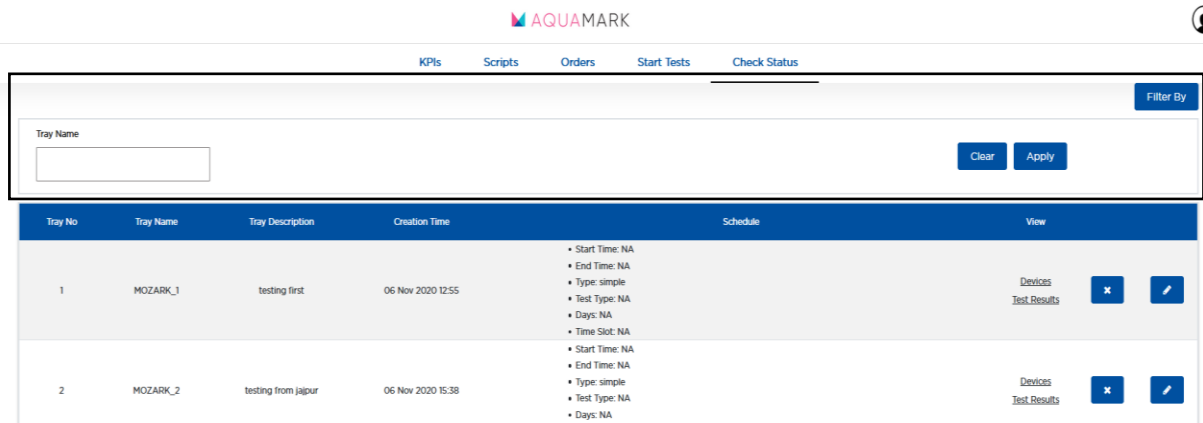 AQUAMARK
KPIs Scripts Orders Start Tests Check Status
Filter By
Tray Name
Clear Apply
Tray No Tray Name Tray Description Creation Time Schedule View
• Start Time: NA
• End Time: NA
• Type: simple
• Test Type: NA
• Days: NA
• Time Slot: NA
1 MOZARK_1 testing first 06 Nov 2020 12:55
Devices
Test Results
• Start Time: NA
• End Time: NA
• Type: simple
• Test Type: NA
• Days: NA
2 MOZARK_2 testing from jajpur 06 Nov 2020 15:38
Devices
Test Results